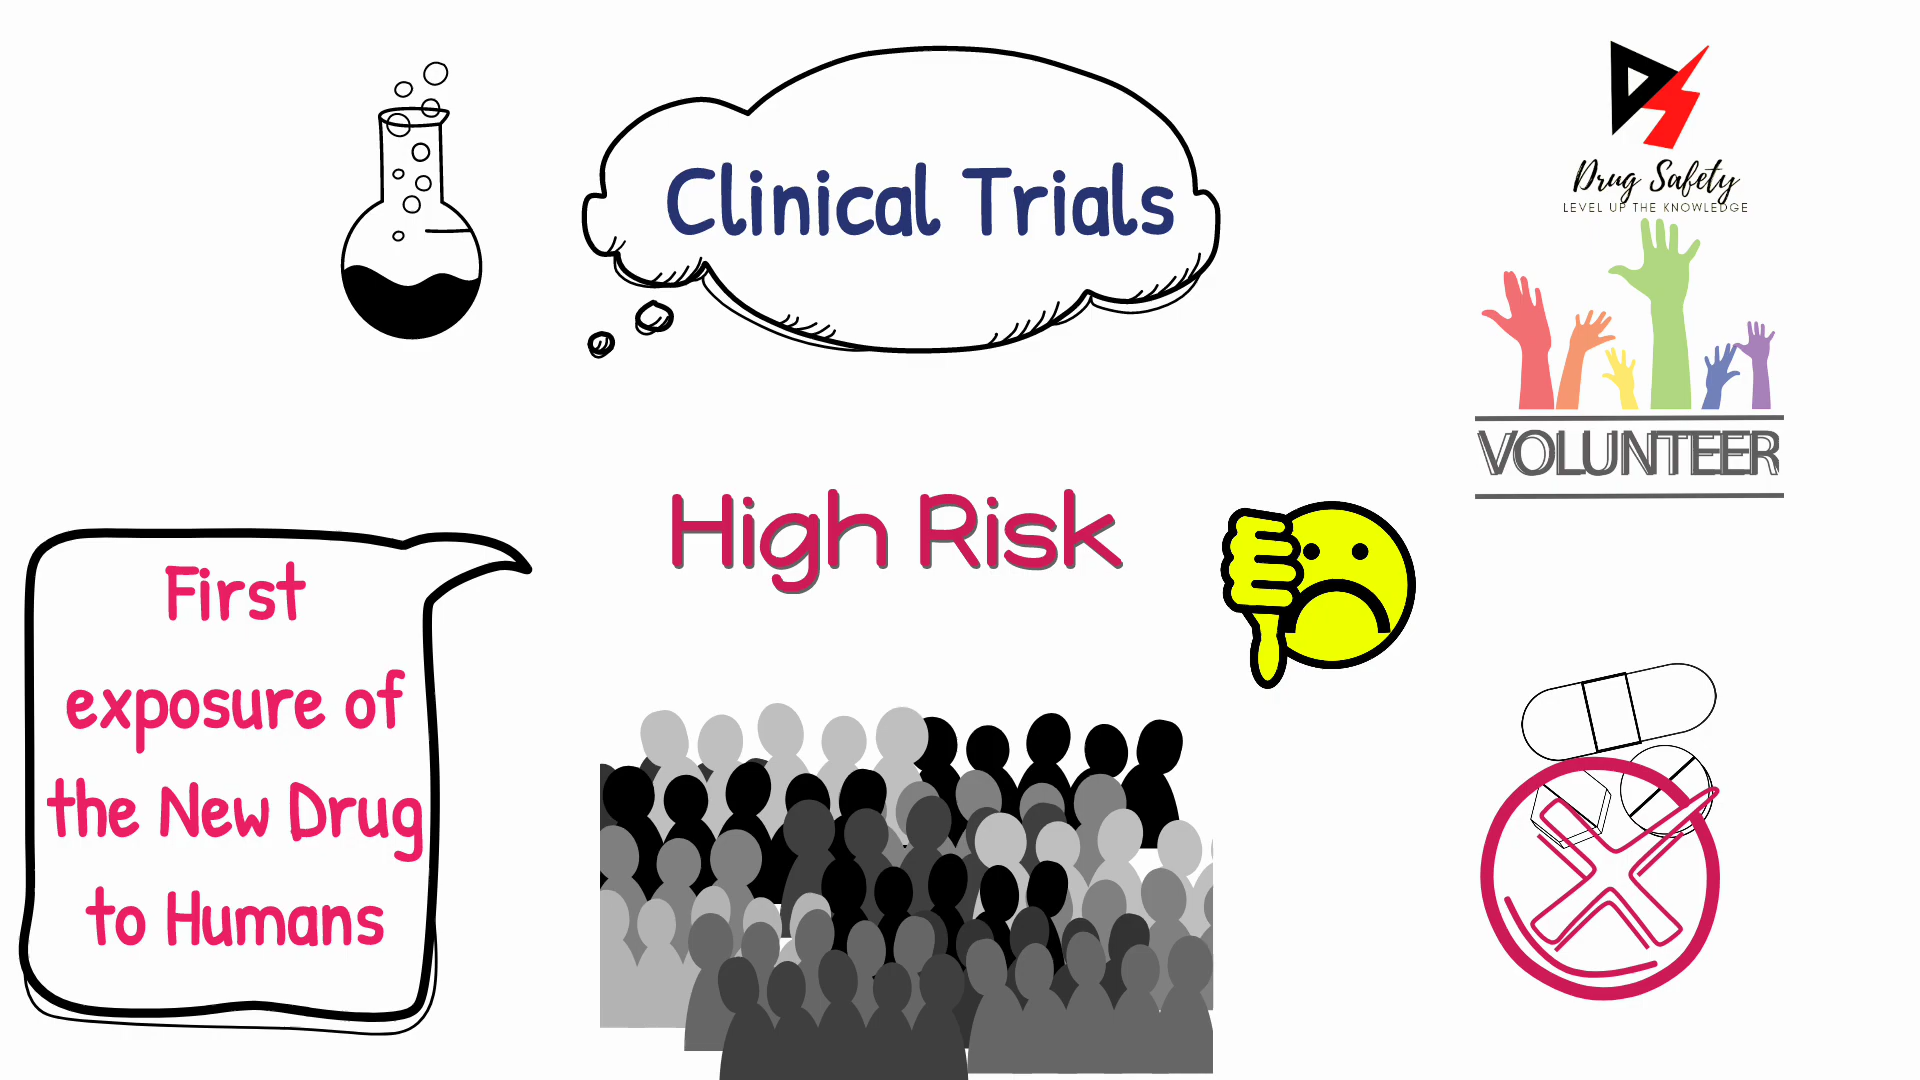 Clinical Trials
Drug Safety
LEVEL UP THE KNOWLEDGE
VOLUNTEER
High Risk
First
exposure of
the New Drug
to Humans